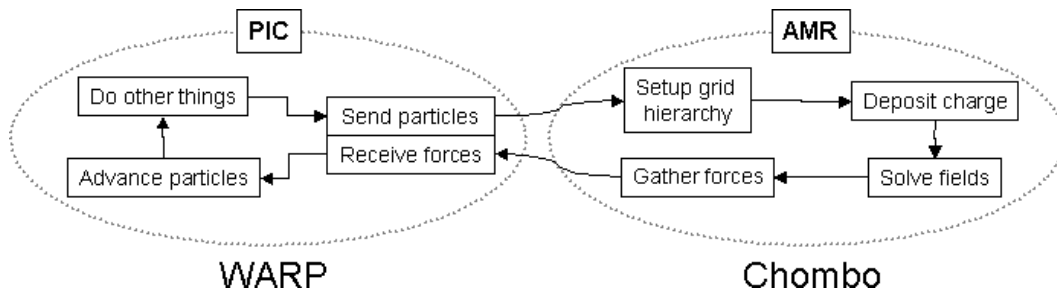 PIC
Do other things
Send particles
Receive forces
Advance particles
WARP
AMR
Setup grid
hierarchy
Deposit charge
Gather forces
Solve fields
Chombo